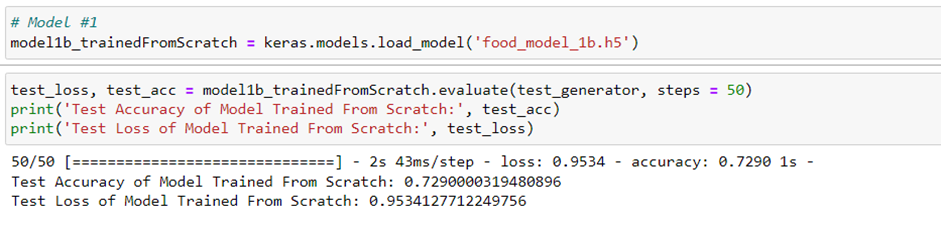 # Model #1
model1b_trainedFromScratch = keras.models.load_model('food_model_1b.h5')
test_loss, test_acc = model1b_trainedFromScratch.evaluate(test_generator, steps = 50)
print('Test Accuracy of Model Trained From Scratch:', test_acc)
print('Test Loss of Model Trained From Scratch:', test_loss)
50/50 [==============================] - 2s 43ms/step - loss: 0.9534 - accuracy: 0.7290 1s -
Test Accuracy of Model Trained From Scratch: 0.7290000319480896
Test Loss of Model Trained From Scratch: 0.9534127712249756